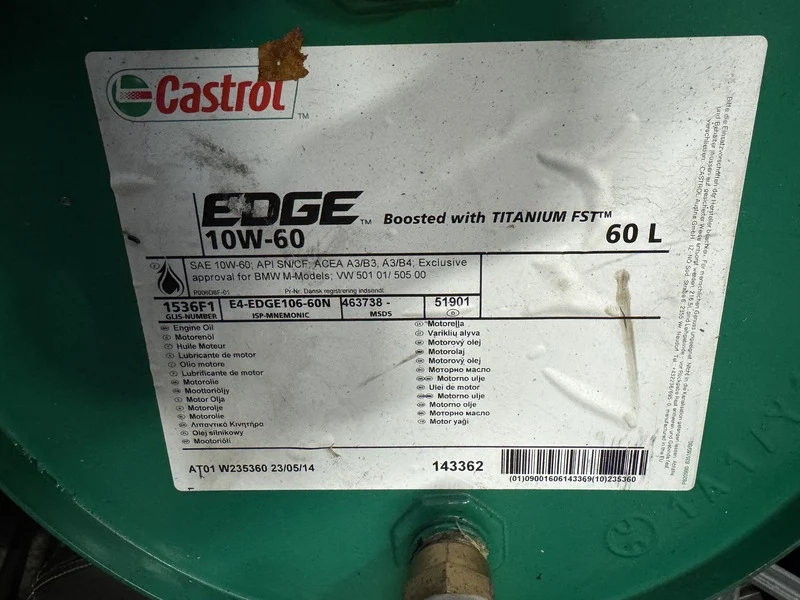 Castrol TM
EDGE TM Boosted with TITANIUM FST™
10W-60 60 L
SAE 10W-60; API SN/CF; ACEA A3/B3, A3/B4; Exclusive
approval for BMW M-Models; VW 501 01/ 505 00
P006D8F-01 Pr-Nr. Dansk registrering indsendt
1536F1 E4-EDGE106-60N 463738 - 51901
GLIS-NUMBER ISP-MNEMONIC MSDS
Engine Oil
Motorenöl
Huile Moteur
Lubricante de motor
Olio motore
Lubrificante de motor
Motorolie
Moottoriöljy
Motor Olja
Motorolje
Motorolie
Λιπαντικό Κινητήρα
Olej silnikowy
Mootoriõli
Motoreļļa
Variklių alyva
Motorový olej
Motorolaj
Motorový olej
Моторно масло
Motorno ulje
Ulei de motor
Motorno ulje
Motorno olje
Моторно масло
Motor yağı
AT01 W235360 23/05/14 143362
(01)09001606143369(10)235360